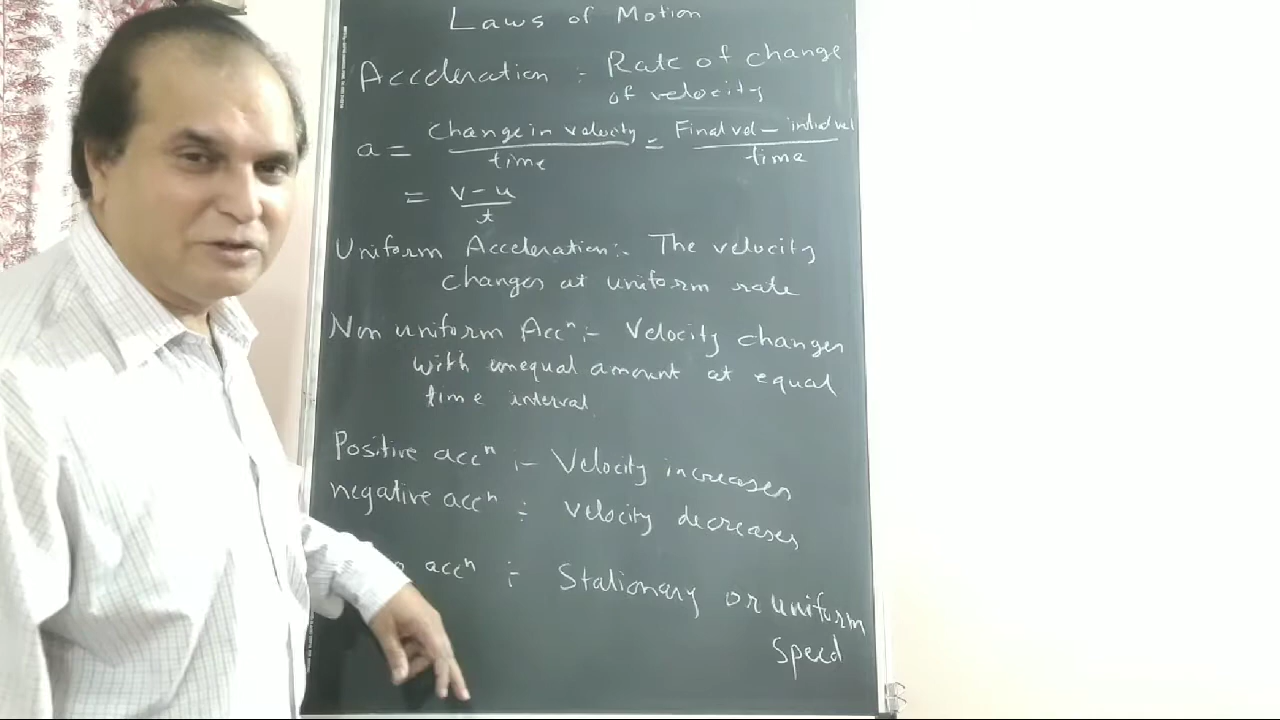 Laws of Motion
Acceleration :- Rate of change
of velocity
a = Change in velocity / time = Final vel - initial vel / time
= v - u / t
Uniform Acceleration :- The velocity
changes at uniform rate
Non uniform Accⁿ :- Velocity changes
with unequal amount at equal
time interval.
Positive accⁿ :- Velocity increases
negative accⁿ :- velocity decreases
accⁿ :- Stationary or uniform
speed